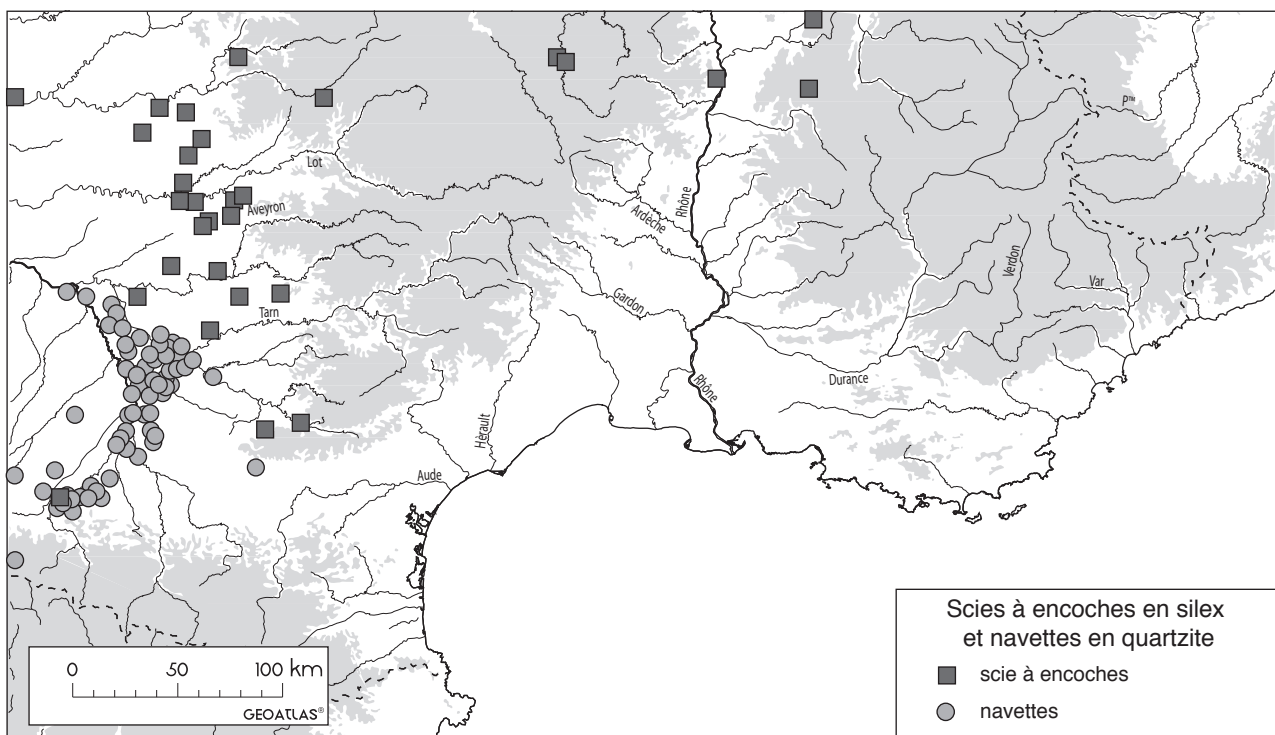 Pô
Lot
Aveyron
Ardèche
Rhône
Verdon
Var
Gardon
Tarn
Durance
Rhône
Hérault
Aude
Scies à encoches en silex
et navettes en quartzite
scie à encoches
navettes
0 50 100 km
GEOATLAS®